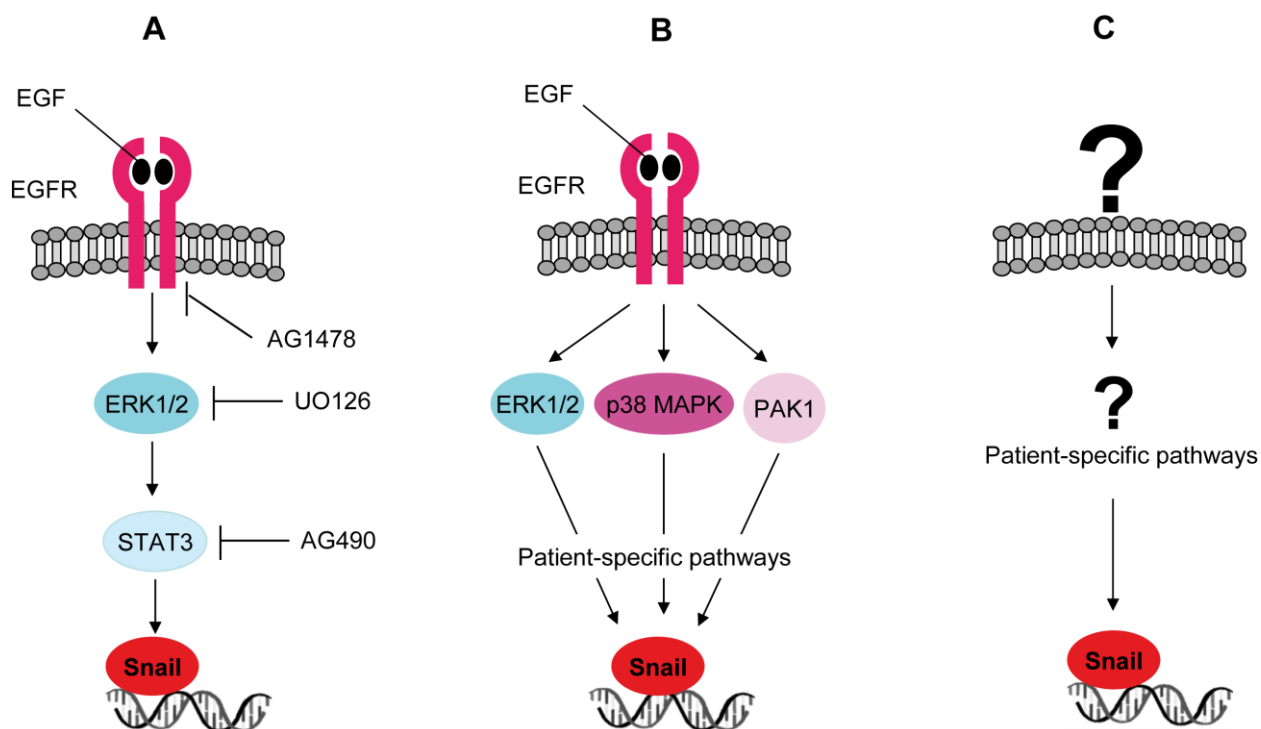 A
EGF
EGFR
AG1478
ERK1/2
UO126
STAT3
AG490
Snail
B
EGF
EGFR
ERK1/2
p38 MAPK
PAK1
Patient-specific pathways
Snail
C
?
?
Patient-specific pathways
Snail